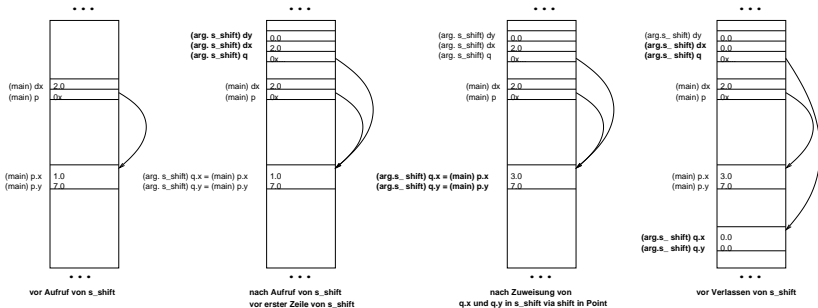 • • •
(main) dx 2.0
(main) p 0x
(main) p.x 1.0
(main) p.y 7.0
• • •
vor Aufruf von s_shift
• • •
(arg. s_shift) dy 0.0
(arg. s_shift) dx 2.0
(arg. s_shift) q 0x
(main) dx 2.0
(main) p 0x
(arg. s_shift) q.x = (main) p.x 1.0
(arg. s_shift) q.y = (main) p.y 7.0
• • •
nach Aufruf von s_shift
vor erster Zeile von s_shift
• • •
(arg. s_shift) dy 0.0
(arg. s_shift) dx 2.0
(arg. s_shift) q 0x
(main) dx 2.0
(main) p 0x
(arg.s_ shift) q.x = (main) p.x 3.0
(arg.s_ shift) q.y = (main) p.y 7.0
• • •
nach Zuweisung von
q.x und q.y in s_shift via shift in Point
• • •
(arg.s_ shift) dy 0.0
(arg.s_ shift) dx 0.0
(arg.s_ shift) q 0x
(main) dx 2.0
(main) p 0x
(main) p.x 3.0
(main) p.y 7.0
(arg.s_ shift) q.x 0.0
(arg.s_ shift) q.y 0.0
• • •
vor Verlassen von s_shift